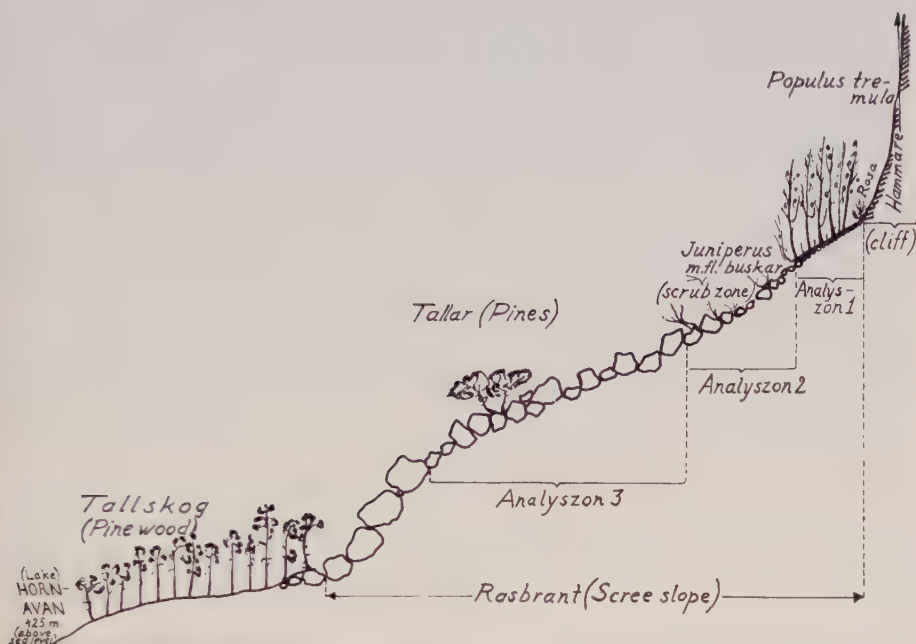 Populus tre-
mula
Rosa
Hammare
(cliff)
Juniperus
m.fl. buskar
(scrub zone)
Analys-
zon 1
Tallar (Pines)
Analyszon 2
Analyszon 3
Tallskog
(Pine wood)
(Lake)
HORN-
AVAN
425 m
(above
sea level)
Rasbrant (Scree slope)